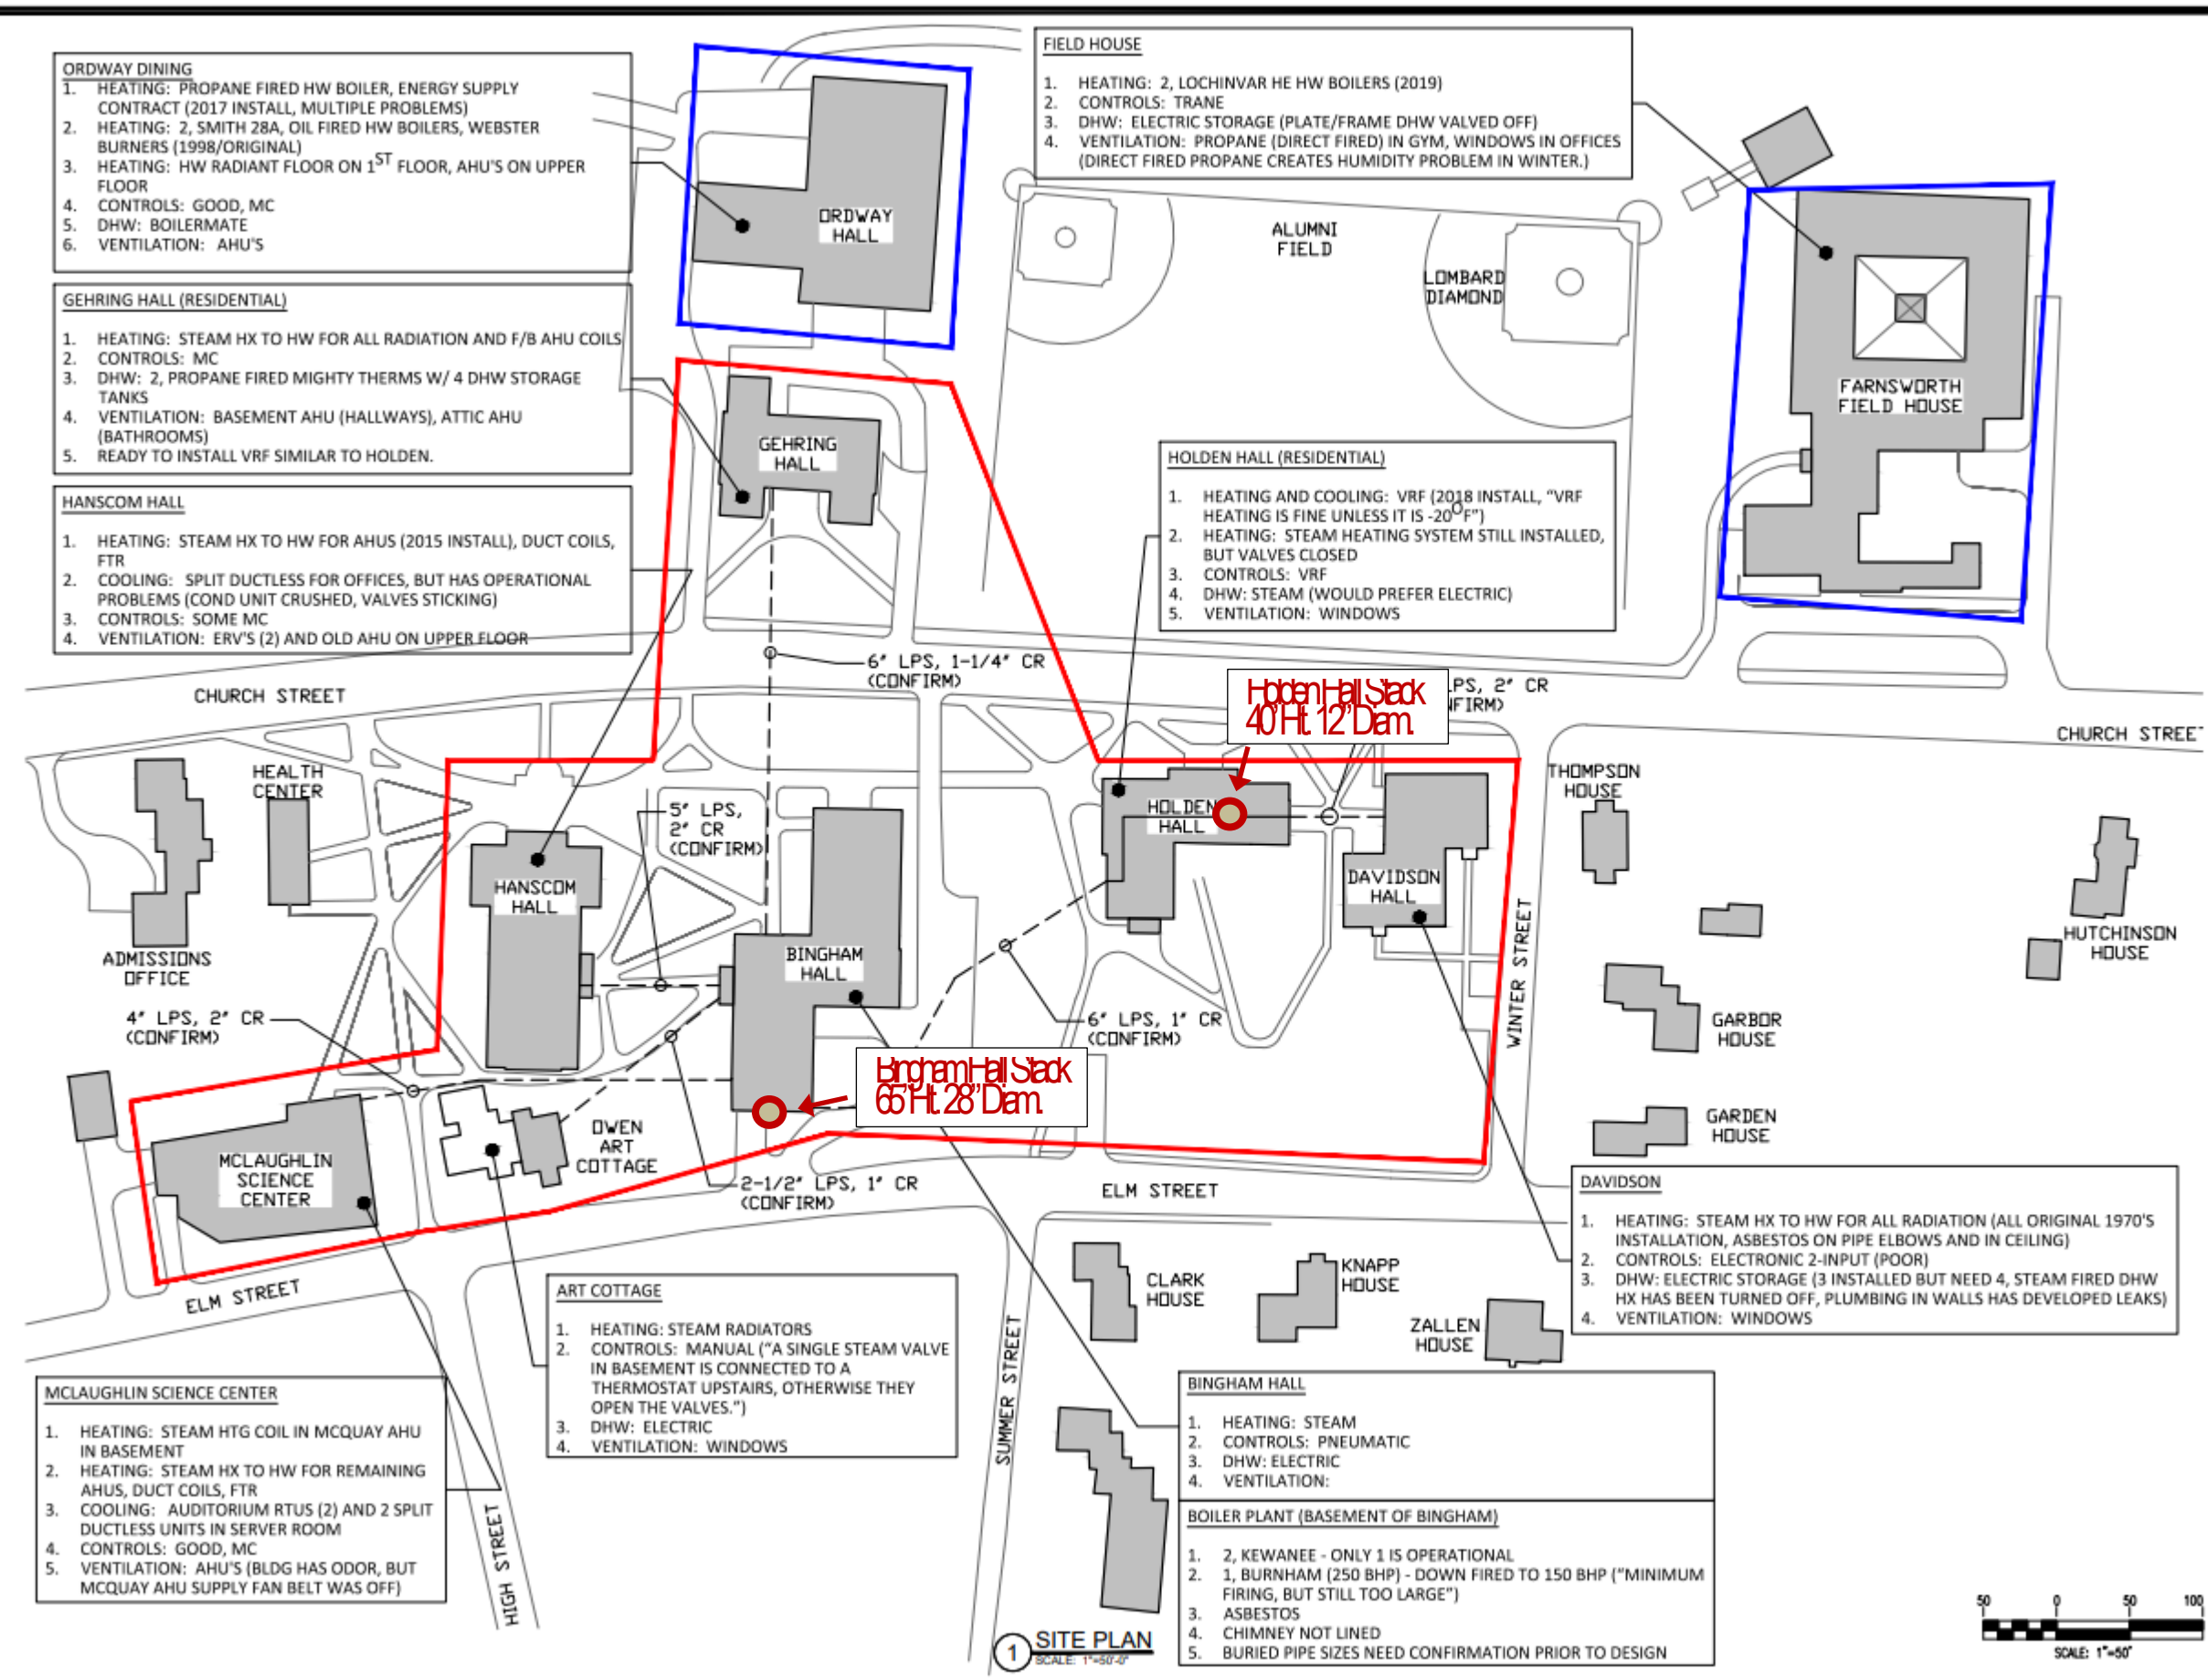 ORDWAY DINING
1. HEATING: PROPANE FIRED HW BOILER, ENERGY SUPPLY
CONTRACT (2017 INSTALL, MULTIPLE PROBLEMS)
2. HEATING: 2, SMITH 28A, OIL FIRED HW BOILERS, WEBSTER
BURNERS (1998/ORIGINAL)
3. HEATING: HW RADIANT FLOOR ON 1ST FLOOR, AHU'S ON UPPER
FLOOR
4. CONTROLS: GOOD, MC
5. DHW: BOILERMATE
6. VENTILATION: AHU'S
GEHRING HALL (RESIDENTIAL)
1. HEATING: STEAM HX TO HW FOR ALL RADIATION AND F/B AHU COILS
2. CONTROLS: MC
3. DHW: 2, PROPANE FIRED MIGHTY THERMS W/ 4 DHW STORAGE
TANKS
4. VENTILATION: BASEMENT AHU (HALLWAYS), ATTIC AHU
(BATHROOMS)
5. READY TO INSTALL VRF SIMILAR TO HOLDEN.
HANSCOM HALL
1. HEATING: STEAM HX TO HW FOR AHUS (2015 INSTALL), DUCT COILS,
FTR
2. COOLING: SPLIT DUCTLESS FOR OFFICES, BUT HAS OPERATIONAL
PROBLEMS (COND UNIT CRUSHED, VALVES STICKING)
3. CONTROLS: SOME MC
4. VENTILATION: ERV'S (2) AND OLD AHU ON UPPER FLOOR
FIELD HOUSE
1. HEATING: 2, LOCHINVAR HE HW BOILERS (2019)
2. CONTROLS: TRANE
3. DHW: ELECTRIC STORAGE (PLATE/FRAME DHW VALVED OFF)
4. VENTILATION: PROPANE (DIRECT FIRED) IN GYM, WINDOWS IN OFFICES
(DIRECT FIRED PROPANE CREATES HUMIDITY PROBLEM IN WINTER.)
ORDWAY
HALL
ALUMNI
FIELD
LOMBARD
DIAMOND
FARNSWORTH
FIELD HOUSE
GEHRING
HALL
HOLDEN HALL (RESIDENTIAL)
1. HEATING AND COOLING: VRF (2018 INSTALL, "VRF
HEATING IS FINE UNLESS IT IS -20OF")
2. HEATING: STEAM HEATING SYSTEM STILL INSTALLED,
BUT VALVES CLOSED
3. CONTROLS: VRF
4. DHW: STEAM (WOULD PREFER ELECTRIC)
5. VENTILATION: WINDOWS
6" LPS, 1-1/4" CR
(CONFIRM)
CHURCH STREET
Holden Hall Stack
40' Ht. 12" Diam.
LPS, 2" CR
CHURCH STREET
HEALTH
CENTER
5" LPS,
2" CR
(CONFIRM)
HOLDEN
HALL
THOMPSON
HOUSE
HANSCOM
HALL
BINGHAM
HALL
DAVIDSON
HALL
WINTER STREET
HUTCHINSON
HOUSE
ADMISSIONS
OFFICE
4" LPS, 2" CR
(CONFIRM)
6" LPS, 1" CR
(CONFIRM)
GARBOR
HOUSE
Bingham Hall Stack
65' Ht. 28" Diam.
OWEN
ART
COTTAGE
GARDEN
HOUSE
MCLAUGHLIN
SCIENCE
CENTER
2-1/2" LPS, 1" CR
(CONFIRM)
ELM STREET
DAVIDSON
1. HEATING: STEAM HX TO HW FOR ALL RADIATION (ALL ORIGINAL 1970'S
INSTALLATION, ASBESTOS ON PIPE ELBOWS AND IN CEILING)
2. CONTROLS: ELECTRONIC 2-INPUT (POOR)
3. DHW: ELECTRIC STORAGE (3 INSTALLED BUT NEED 4, STEAM FIRED DHW
HX HAS BEEN TURNED OFF, PLUMBING IN WALLS HAS DEVELOPED LEAKS)
4. VENTILATION: WINDOWS
ELM STREET
CLARK
HOUSE
KNAPP
HOUSE
ZALLEN
HOUSE
SUMMER STREET
ART COTTAGE
1. HEATING: STEAM RADIATORS
2. CONTROLS: MANUAL ("A SINGLE STEAM VALVE
IN BASEMENT IS CONNECTED TO A
THERMOSTAT UPSTAIRS, OTHERWISE THEY
OPEN THE VALVES.")
3. DHW: ELECTRIC
4. VENTILATION: WINDOWS
MCLAUGHLIN SCIENCE CENTER
1. HEATING: STEAM HTG COIL IN MCQUAY AHU
IN BASEMENT
2. HEATING: STEAM HX TO HW FOR REMAINING
AHUS, DUCT COILS, FTR
3. COOLING: AUDITORIUM RTUS (2) AND 2 SPLIT
DUCTLESS UNITS IN SERVER ROOM
4. CONTROLS: GOOD, MC
5. VENTILATION: AHU'S (BLDG HAS ODOR, BUT
MCQUAY AHU SUPPLY FAN BELT WAS OFF)
HIGH STREET
BINGHAM HALL
1. HEATING: STEAM
2. CONTROLS: PNEUMATIC
3. DHW: ELECTRIC
4. VENTILATION:
BOILER PLANT (BASEMENT OF BINGHAM)
1. 2, KEWANEE - ONLY 1 IS OPERATIONAL
2. 1, BURNHAM (250 BHP) - DOWN FIRED TO 150 BHP ("MINIMUM
FIRING, BUT STILL TOO LARGE")
3. ASBESTOS
4. CHIMNEY NOT LINED
5. BURIED PIPE SIZES NEED CONFIRMATION PRIOR TO DESIGN
1 SITE PLAN
SCALE: 1"=50'-0"
50 0 50 100
SCALE: 1"=50'